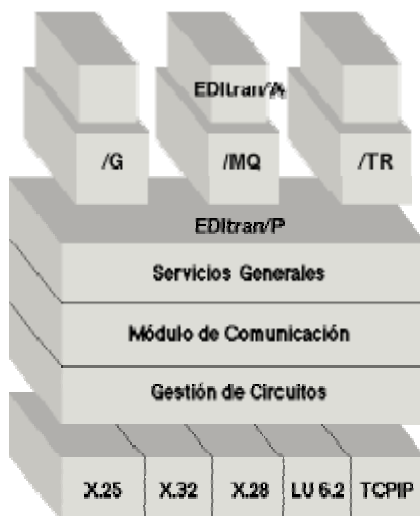 EDItran/A
/G /MQ /TR
EDItran/P
Servicios Generales
Módulo de Comunicación
Gestión de Circuitos
X.25 X.32 X.28 LU 6.2 TCPIP